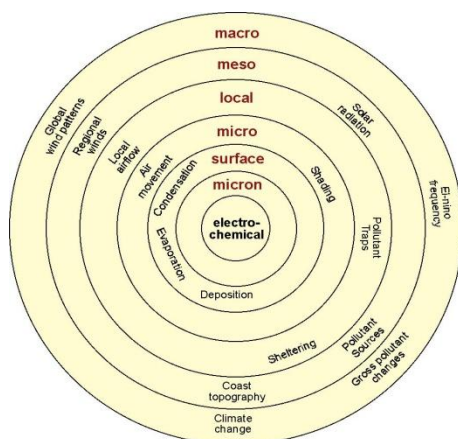 macro
meso
local
micro
surface
micron
electro-
chemical
Global
wind patterns
Regional
winds
Local
airflow
Air
movement
Condensation
Evaporation
Deposition
Shading
Solar
radiation
El-nino
frequency
Pollutant
Traps
Sheltering
Pollutant
Sources
Gross pollutant
changes
Coast
topography
Climate
change